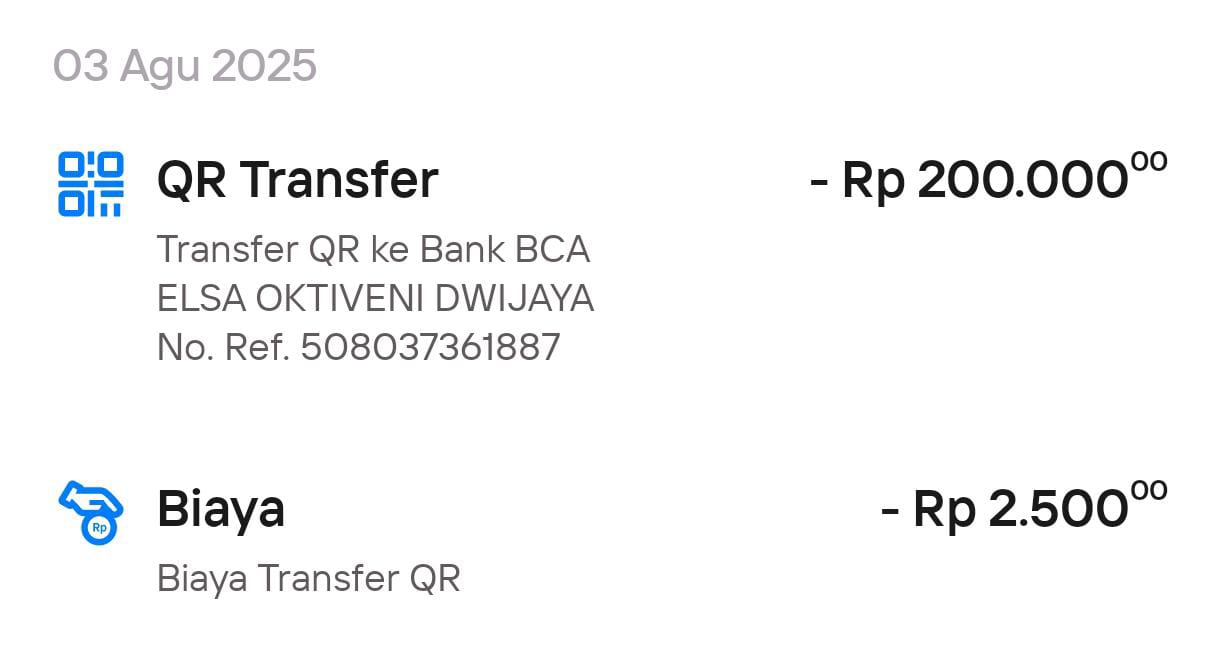 03 Agu 2025
QR Transfer - Rp 200.000⁰⁰
Transfer QR ke Bank BCA
ELSA OKTIVENI DWIJAYA
No. Ref. 508037361887
Biaya - Rp 2.500⁰⁰
Rp
Biaya Transfer QR